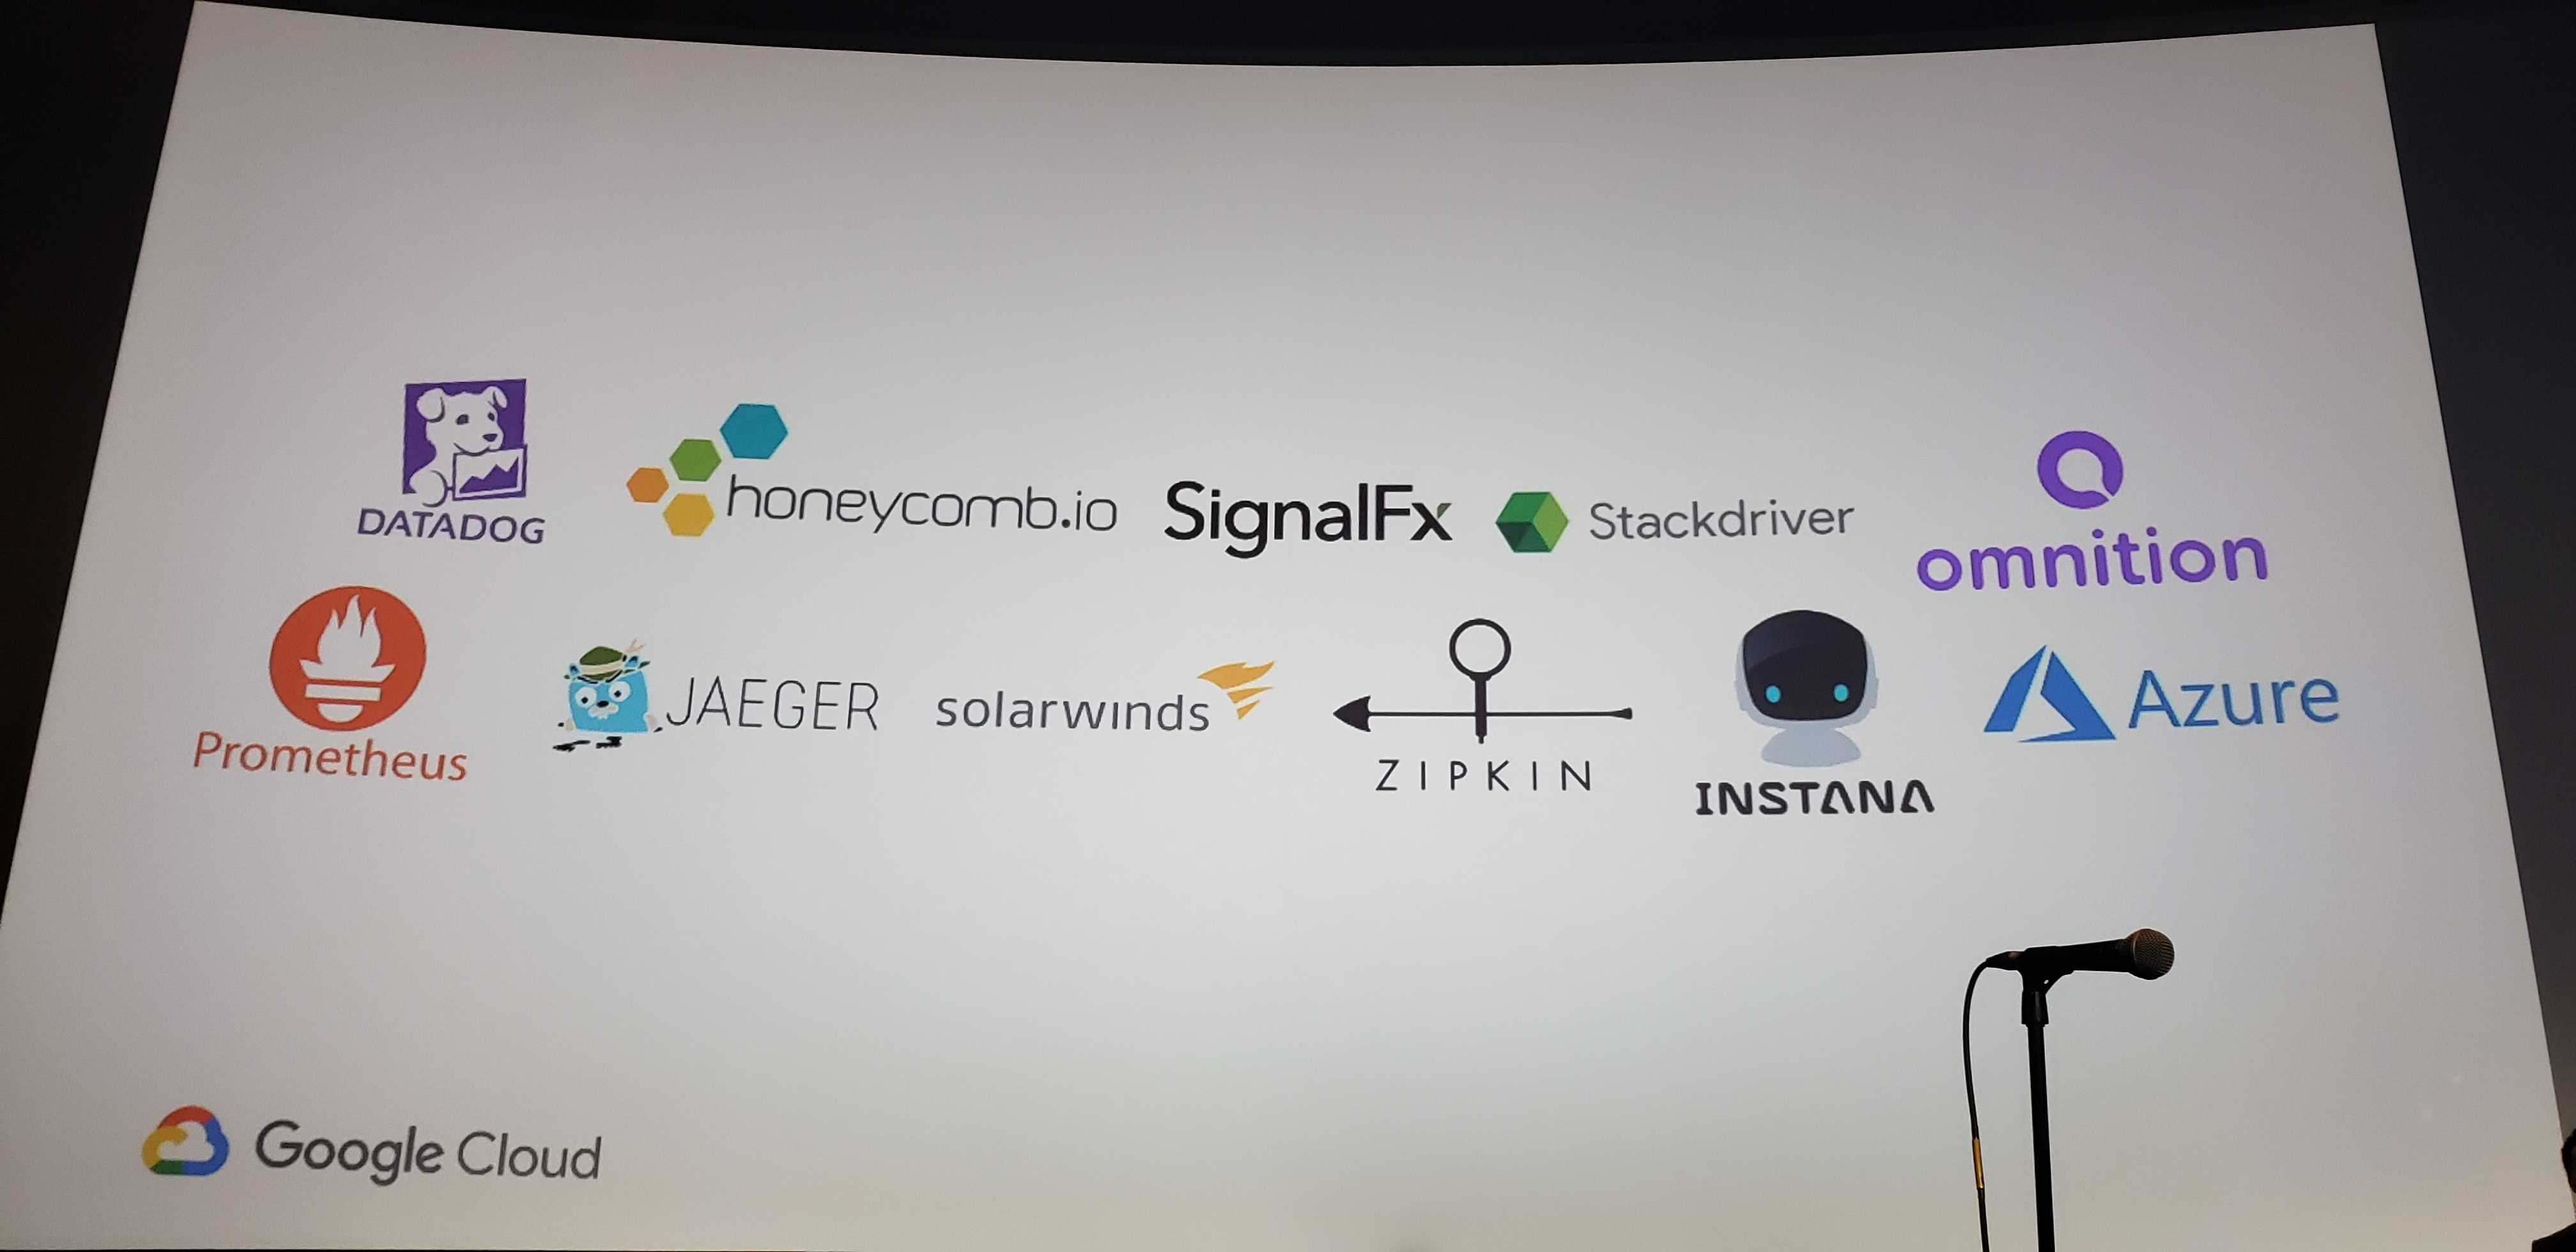 DATADOG
honeycomb.io
SignalFx
Stackdriver
omnition
Prometheus
JAEGER
solarwinds
ZIPKIN
INSTANA
Azure
Google Cloud